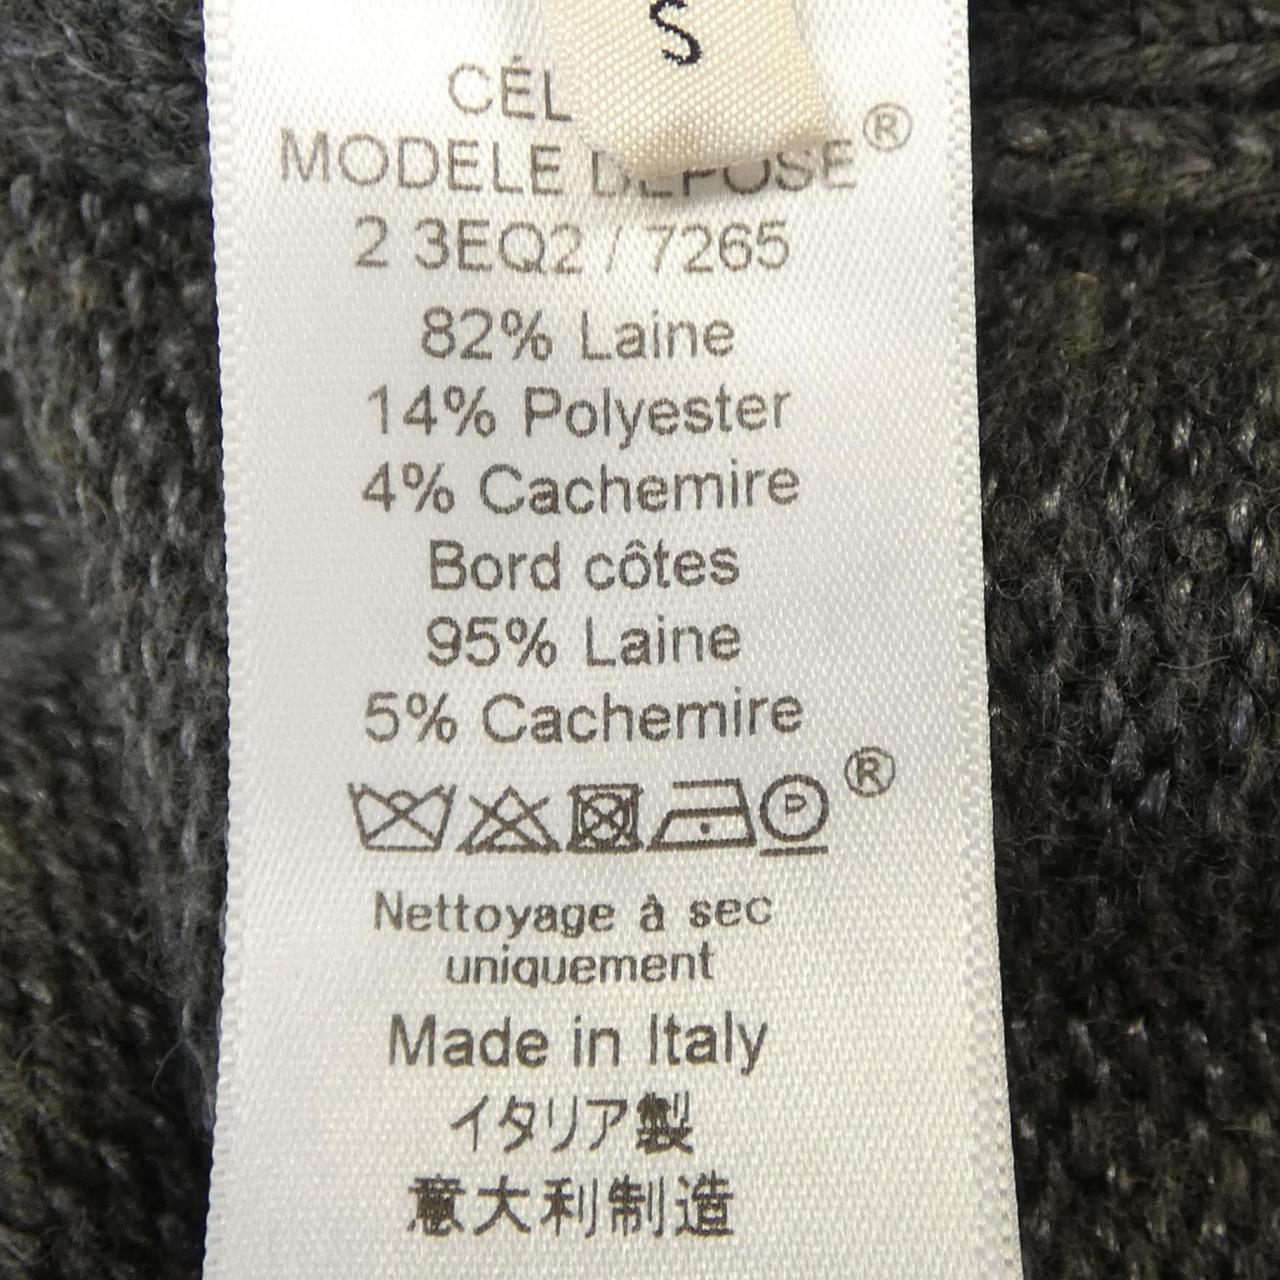 S
CÉL
MODELE DEPOSE®
2 3EQ2 / 7265
82% Laine
14% Polyester
4% Cachemire
Bord côtes
95% Laine
5% Cachemire
P ®
Nettoyage à sec
uniquement
Made in Italy
イタリア製
意大利制造